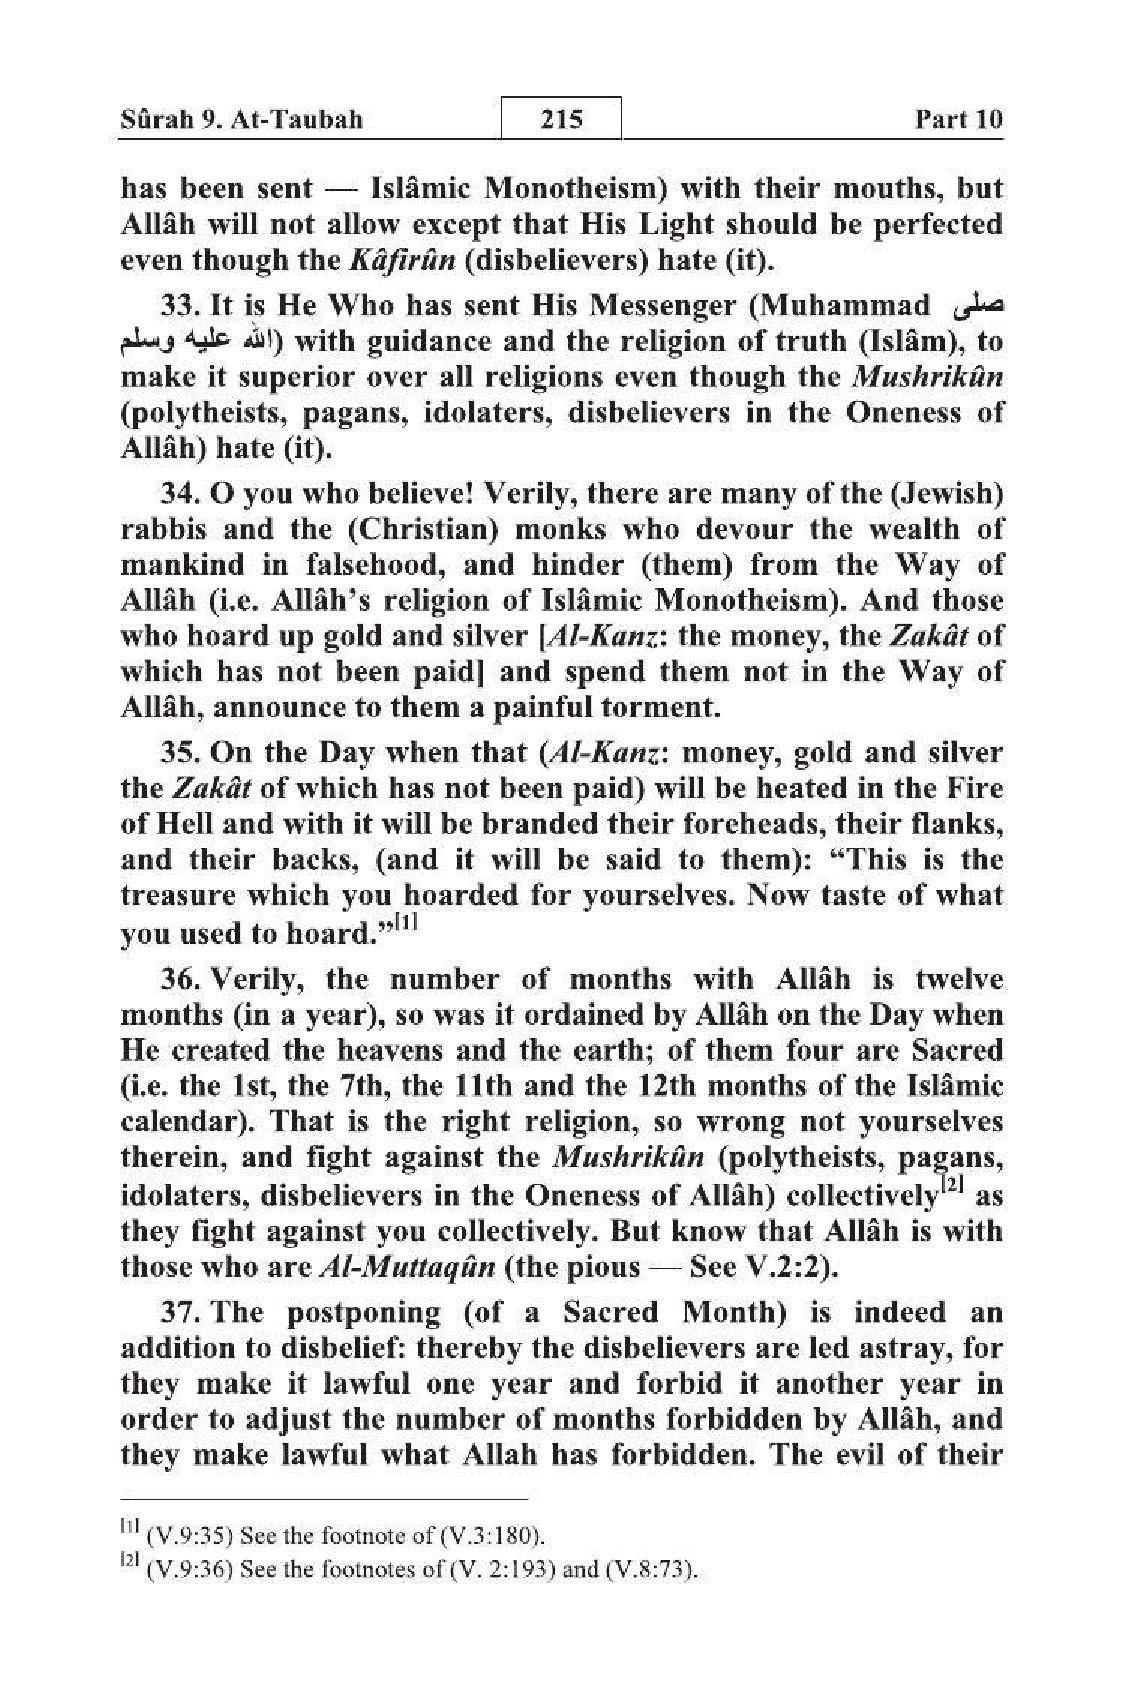 Sûrah 9. At-Taubah 215 Part 10
has been sent — Islâmic Monotheism) with their mouths, but
Allâh will not allow except that His Light should be perfected
even though the Kâfirûn (disbelievers) hate (it).
33. It is He Who has sent His Messenger (Muhammad صلى
الله عليه وسلم) with guidance and the religion of truth (Islâm), to
make it superior over all religions even though the Mushrikûn
(polytheists, pagans, idolaters, disbelievers in the Oneness of
Allâh) hate (it).
34. O you who believe! Verily, there are many of the (Jewish)
rabbis and the (Christian) monks who devour the wealth of
mankind in falsehood, and hinder (them) from the Way of
Allâh (i.e. Allâh’s religion of Islâmic Monotheism). And those
who hoard up gold and silver [Al-Kanz: the money, the Zakât of
which has not been paid] and spend them not in the Way of
Allâh, announce to them a painful torment.
35. On the Day when that (Al-Kanz: money, gold and silver
the Zakât of which has not been paid) will be heated in the Fire
of Hell and with it will be branded their foreheads, their flanks,
and their backs, (and it will be said to them): “This is the
treasure which you hoarded for yourselves. Now taste of what
you used to hoard.”[1]
36. Verily, the number of months with Allâh is twelve
months (in a year), so was it ordained by Allâh on the Day when
He created the heavens and the earth; of them four are Sacred
(i.e. the 1st, the 7th, the 11th and the 12th months of the Islâmic
calendar). That is the right religion, so wrong not yourselves
therein, and fight against the Mushrikûn (polytheists, pagans,
idolaters, disbelievers in the Oneness of Allâh) collectively[2] as
they fight against you collectively. But know that Allâh is with
those who are Al-Muttaqûn (the pious — See V.2:2).
37. The postponing (of a Sacred Month) is indeed an
addition to disbelief: thereby the disbelievers are led astray, for
they make it lawful one year and forbid it another year in
order to adjust the number of months forbidden by Allâh, and
they make lawful what Allah has forbidden. The evil of their
[1] (V.9:35) See the footnote of (V.3:180).
[2] (V.9:36) See the footnotes of (V. 2:193) and (V.8:73).